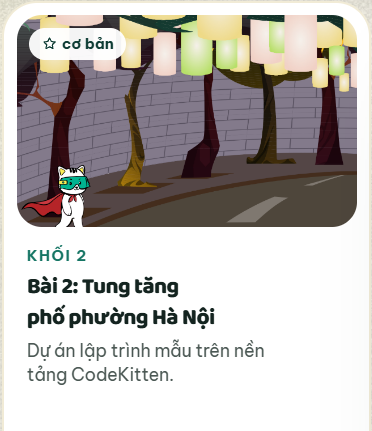 cơ bản
KHỐI 2
Bài 2: Tung tăng
phố phường Hà Nội
Dự án lập trình mẫu trên nền
tảng CodeKitten.